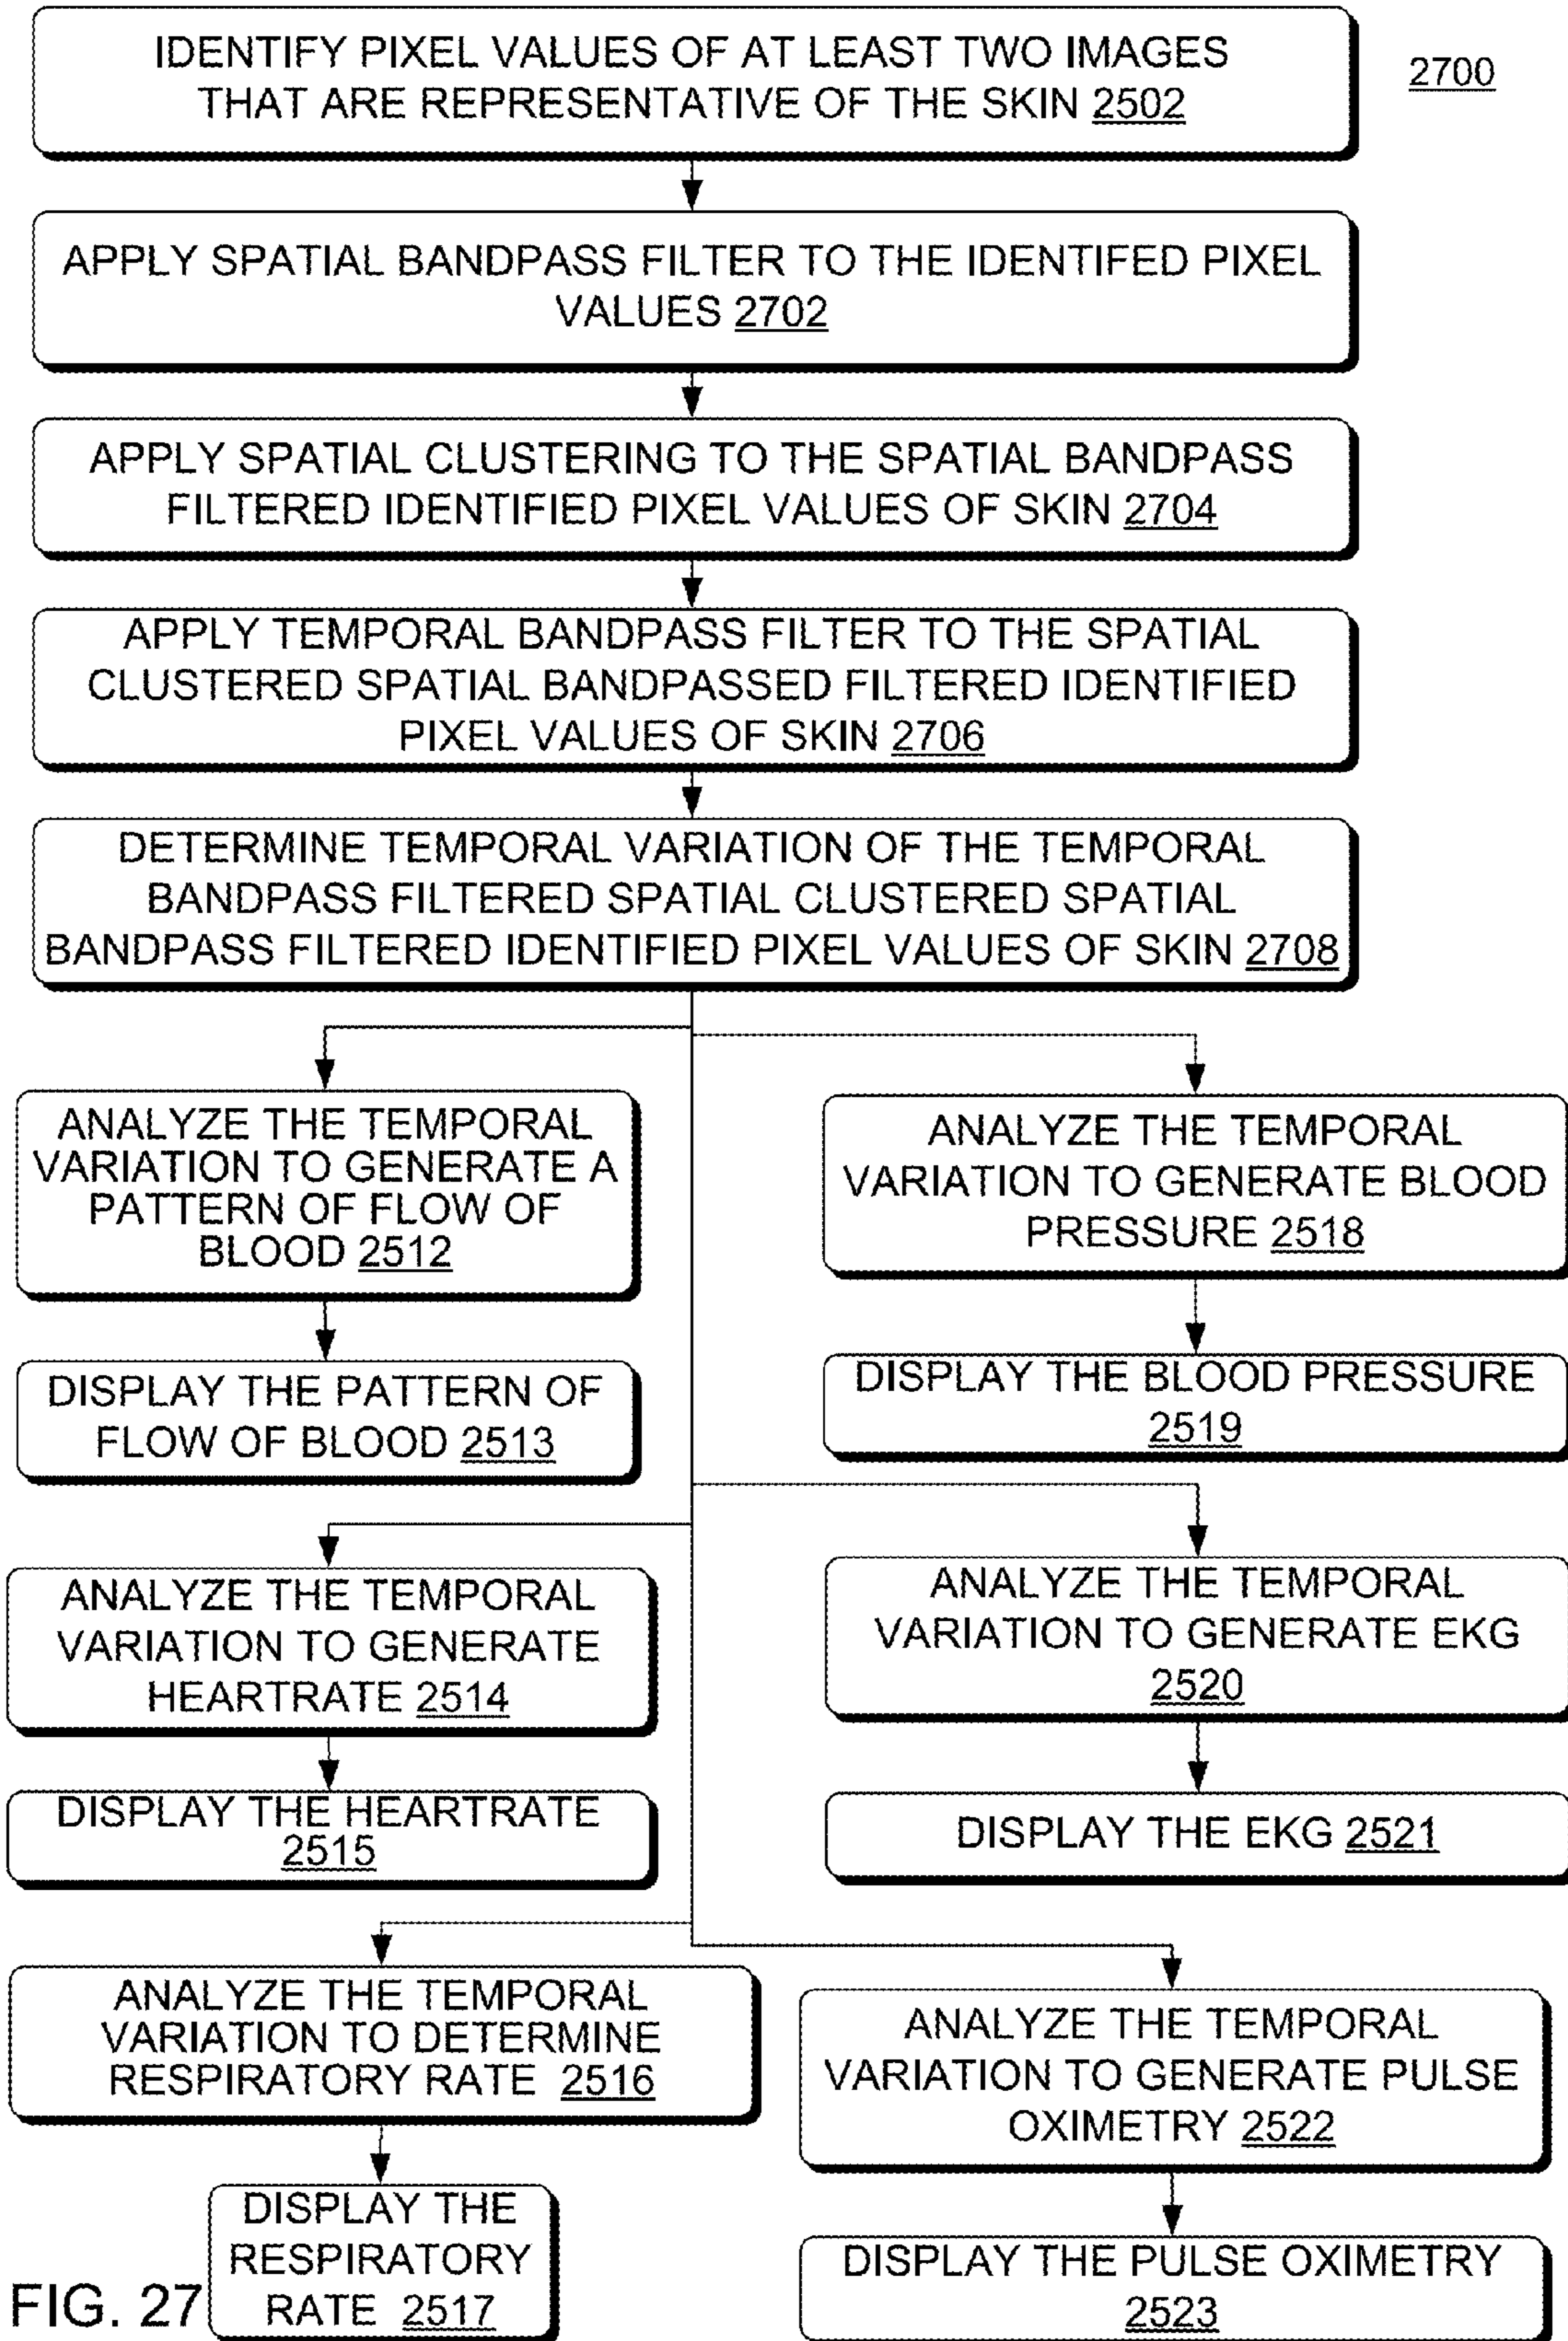 IDENTIFY PIXEL VALUES OF AT LEAST TWO IMAGES
THAT ARE REPRESENTATIVE OF THE SKIN 2502
2700
APPLY SPATIAL BANDPASS FILTER TO THE IDENTIFED PIXEL
VALUES 2702
APPLY SPATIAL CLUSTERING TO THE SPATIAL BANDPASS
FILTERED IDENTIFIED PIXEL VALUES OF SKIN 2704
APPLY TEMPORAL BANDPASS FILTER TO THE SPATIAL
CLUSTERED SPATIAL BANDPASSED FILTERED IDENTIFIED
PIXEL VALUES OF SKIN 2706
DETERMINE TEMPORAL VARIATION OF THE TEMPORAL
BANDPASS FILTERED SPATIAL CLUSTERED SPATIAL
BANDPASS FILTERED IDENTIFIED PIXEL VALUES OF SKIN 2708
ANALYZE THE TEMPORAL
VARIATION TO GENERATE A
PATTERN OF FLOW OF
BLOOD 2512
ANALYZE THE TEMPORAL
VARIATION TO GENERATE BLOOD
PRESSURE 2518
DISPLAY THE PATTERN OF
FLOW OF BLOOD 2513
DISPLAY THE BLOOD PRESSURE
2519
ANALYZE THE TEMPORAL
VARIATION TO GENERATE
HEARTRATE 2514
ANALYZE THE TEMPORAL
VARIATION TO GENERATE EKG
2520
DISPLAY THE HEARTRATE
2515
DISPLAY THE EKG 2521
ANALYZE THE TEMPORAL
VARIATION TO DETERMINE
RESPIRATORY RATE 2516
ANALYZE THE TEMPORAL
VARIATION TO GENERATE PULSE
OXIMETRY 2522
DISPLAY THE
RESPIRATORY
RATE 2517
DISPLAY THE PULSE OXIMETRY
2523
FIG. 27